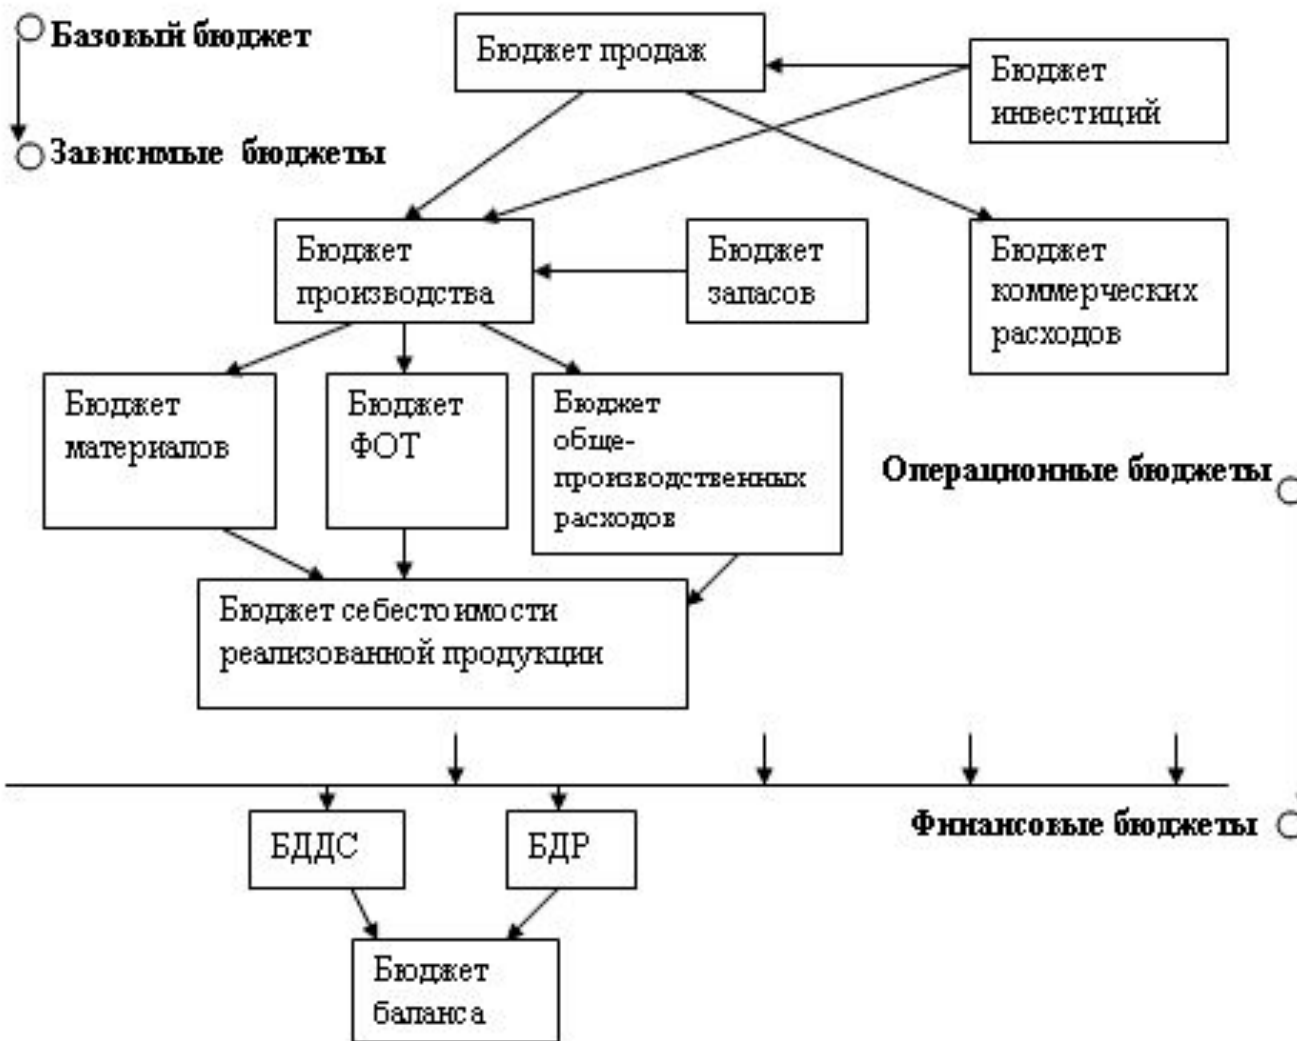 Базовый бюджет
Бюджет продаж
Бюджет
инвестиций
Зависимые бюджеты
Бюджет
производства
Бюджет
запасов
Бюджет
коммерческих
расходов
Бюджет
материалов
Бюджет
ФОТ
Бюджет
обще-
производственных
расходов
Операционные бюджеты
Бюджет себестоимости
реализованной продукции
БДДС
БДР
Финансовые бюджеты
Бюджет
баланса